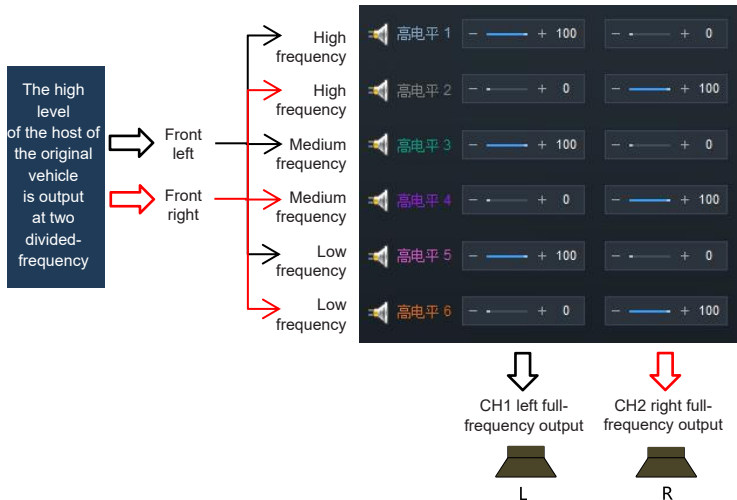 The high
level
of the host of
the original
vehicle
is output
at two
divided-
frequency
Front
left
Front
right
High
frequency
High
frequency
Medium
frequency
Medium
frequency
Low
frequency
Low
frequency
高电平 1 − + 100 − + 0
高电平 2 − + 0 − + 100
高电平 3 − + 100 − + 0
高电平 4 − + 0 − + 100
高电平 5 − + 100 − + 0
高电平 6 − + 0 − + 100
CH1 left full-
frequency output
CH2 right full-
frequency output
L
R